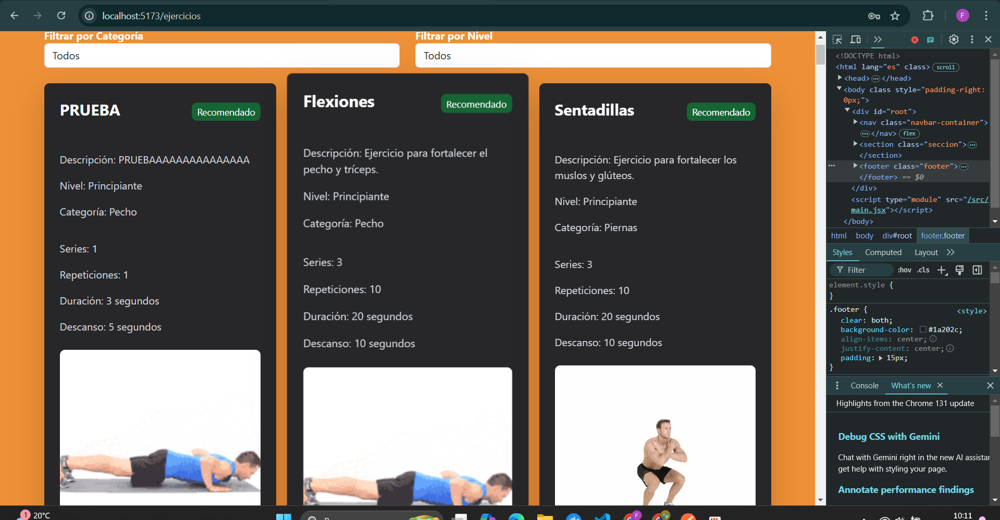 localhost:5173/ejercicios
F
Filtrar por Categoría
Todos
Filtrar por Nivel
Todos
PRUEBA
Recomendado
Descripción: PRUEBAAAAAAAAAAAAAAA
Nivel: Principiante
Categoría: Pecho
Series: 1
Repeticiones: 1
Duración: 3 segundos
Descanso: 5 segundos
Flexiones
Recomendado
Descripción: Ejercicio para fortalecer el
pecho y tríceps.
Nivel: Principiante
Categoría: Pecho
Series: 3
Repeticiones: 10
Duración: 20 segundos
Descanso: 10 segundos
Sentadillas
Recomendado
Descripción: Ejercicio para fortalecer los
muslos y glúteos.
Nivel: Principiante
Categoría: Piernas
Series: 3
Repeticiones: 10
Duración: 20 segundos
Descanso: 10 segundos
<!DOCTYPE html>
<html lang="es" class> scroll
<head> ••• </head>
<body class style="padding-right:
0px;">
<div id="root">
<nav class="navbar-container">
••• </nav> flex
<section class="seccion"> •••
</section>
••• <footer class="footer"> •••
</footer> == $0
</div>
<script type="module" src="/src/
main.jsx"></script>
</body>
html body div#root footer.footer
Styles Computed Layout
Filter :hov .cls
element.style {
}
.footer { <style>
clear: both;
background-color: #1a202c;
align-items: center;
justify-content: center;
padding: 15px;
}
Console What's new
Highlights from the Chrome 131 update
Debug CSS with Gemini
Chat with Gemini right in the new AI assistar
get help with styling your page.
Annotate performance findings
1
20°C
F
10:11